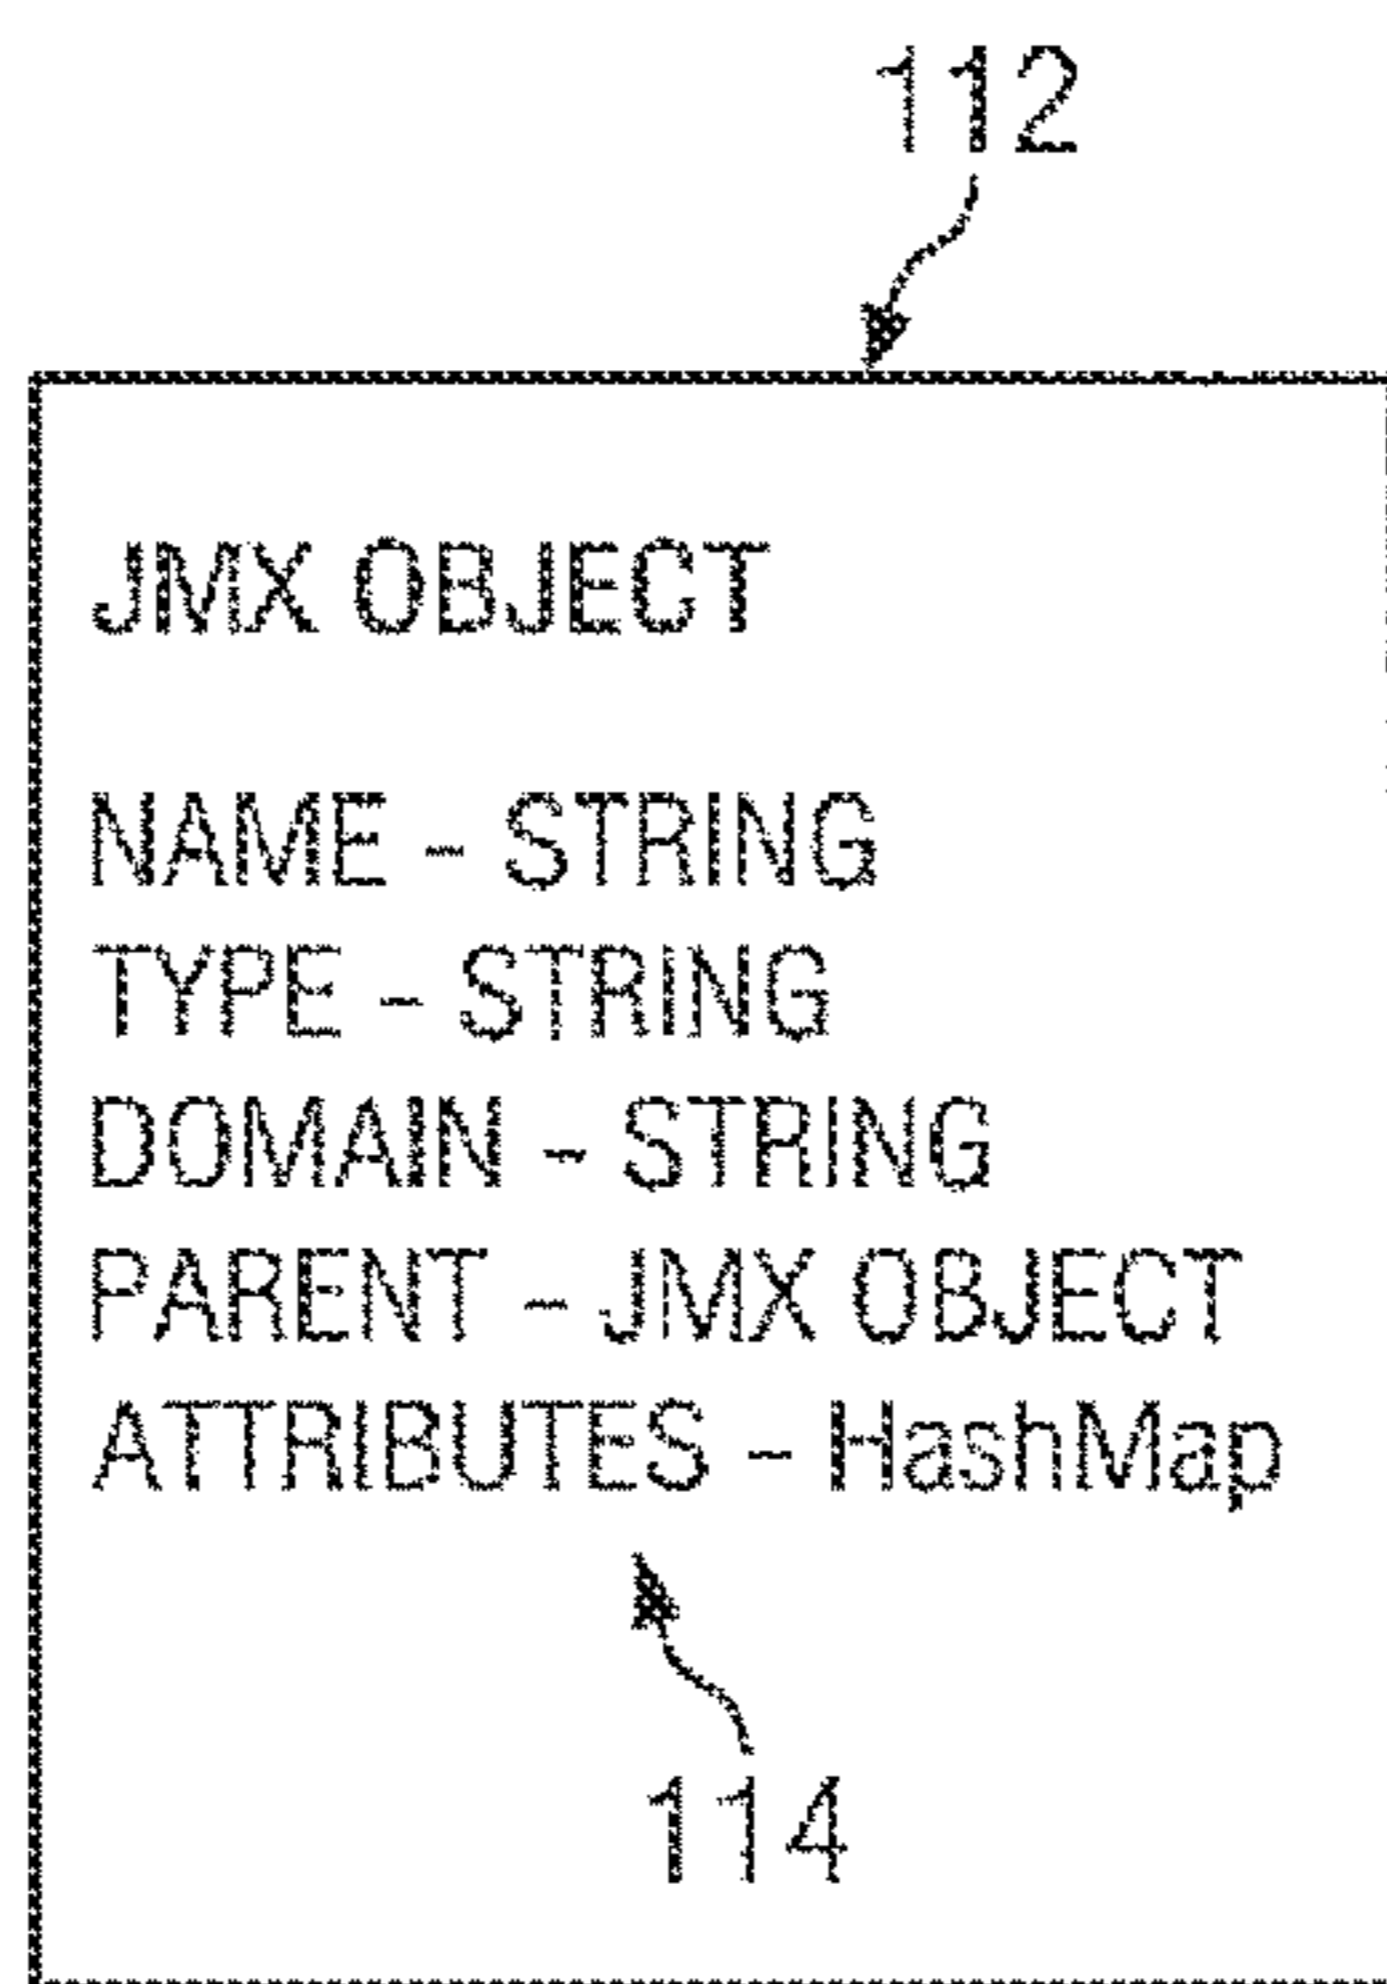 112
JMX OBJECT
NAME - STRING
TYPE - STRING
DOMAIN - STRING
PARENT - JMX OBJECT
ATTRIBUTES - HashMap
114